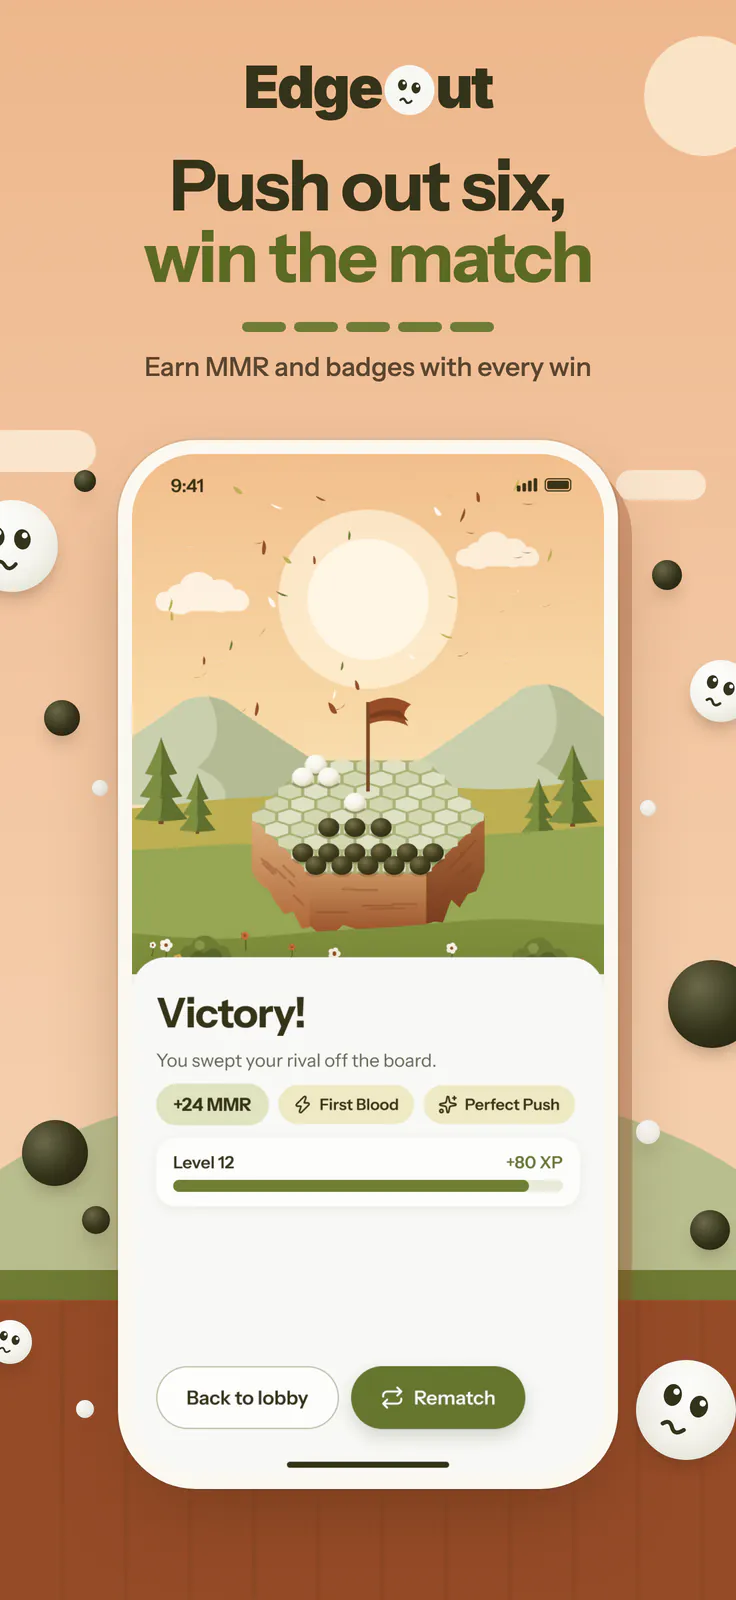 Edgeout
Push out six,
win the match
Earn MMR and badges with every win
9:41
Victory!
You swept your rival off the board.
+24 MMR First Blood Perfect Push
Level 12 +80 XP
Back to lobby Rematch